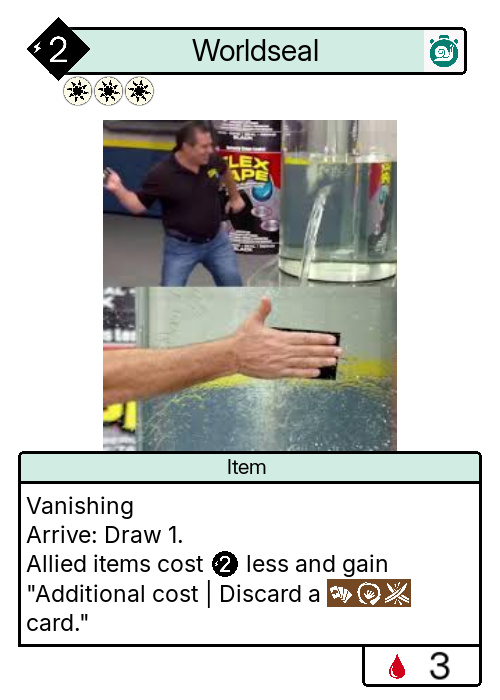 2
Worldseal
FLEX
TAPE
Item
Vanishing
Arrive: Draw 1.
Allied items cost 2 less and gain
"Additional cost | Discard a
card."
3